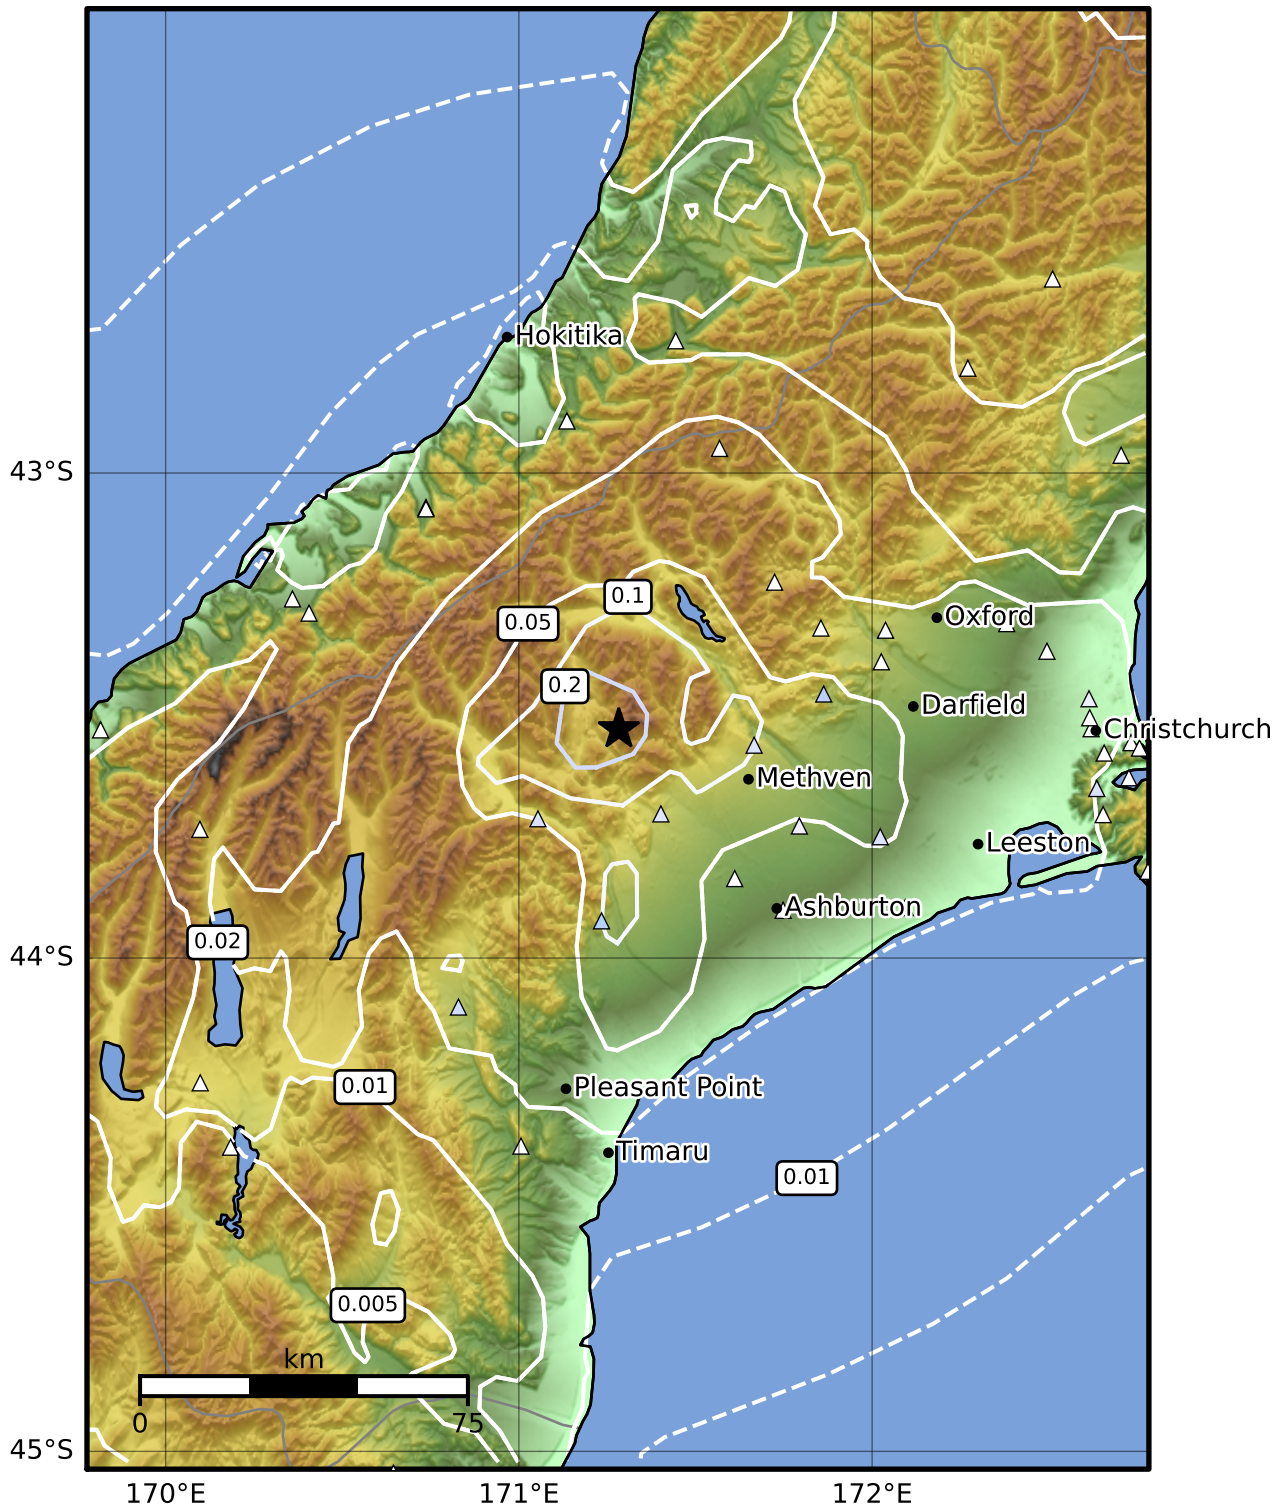 Hokitika
43°S
0.1
0.05
Oxford
0.2
Darfield
Christchurch
Methven
Leeston
Ashburton
0.02
44°S
0.01
Pleasant Point
Timaru
0.01
0.005
km
0
75
45°S
170°E
171°E
172°E